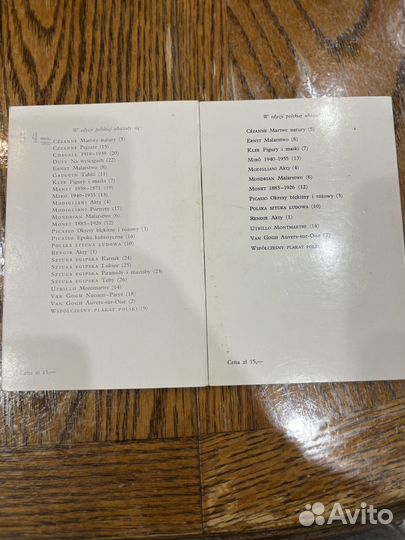 W edycji polskiej ukazały się:
CÉZANNE Martwe natury (5)
CÉZANNE Pejzaże (15)
CHAGALL 1918–1939 (20)
DUFY Na wyścigach (22)
ERNST Malarstwo (8)
GAUGUIN Tahiti (11)
KLEE Figury i maski (7)
MANET 1858–1871 (19)
MIRÓ 1940–1955 (13)
MODIGLIANI Akty (4)
MODIGLIANI Portrety (17)
MONDRIAN Malarstwo (6)
MONET 1883–1926 (12)
PICASSO Okresy błękitny i różowy (3)
PICASSO Epoka kubistyczna (16)
POLSKA SZTUKA LUDOWA (10)
RENOIR Akty (1)
SZTUKA EGIPSKA Karnak (24)
SZTUKA EGIPSKA Luksor (25)
SZTUKA EGIPSKA Piramidy i mastaby (23)
SZTUKA EGIPSKA Teby (26)
UTRILLO Montmartre (14)
VAN GOGH Nuenen–Paryż (18)
VAN GOGH Auvers-sur-Oise (2)
WSPÓŁCZESNY PLAKAT POLSKI (9)
Cena zł 15,—
W edycji polskiej ukazały
CÉZANNE Martwe natury (5)
ERNST Malarstwo (8)
KLEE Figury i maski (7)
MIRÓ 1940–1955 (13)
MODIGLIANI Akty (4)
MONDRIAN Malarstwo (6)
MONET 1883–1926 (12)
PICASSO Okresy błękitny i różowy (3)
POLSKA SZTUKA LUDOWA (10)
RENOIR Akty (1)
UTRILLO Montmartre (14)
VAN GOGH Auvers-sur-Oise (2)
WSPÓŁCZESNY PLAKAT POLSKI
Cena zł 15,—
Avito